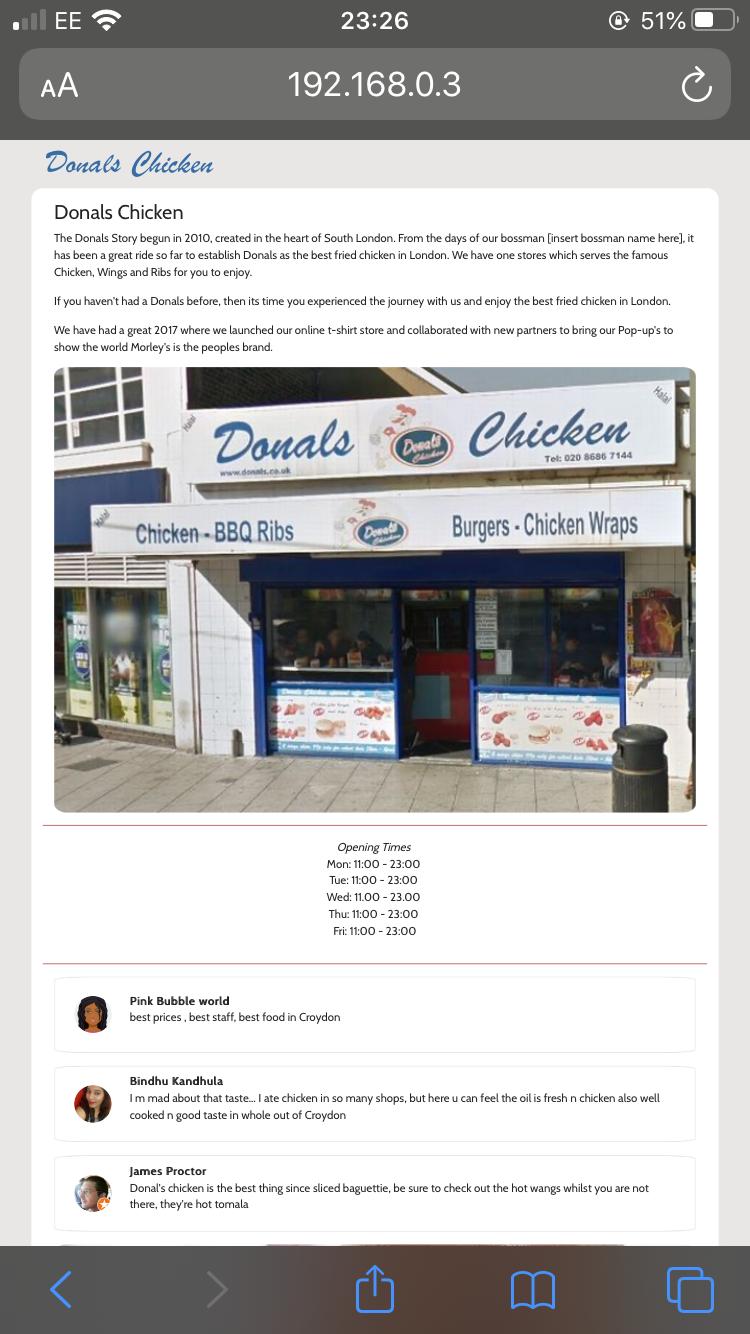 EE 23:26 51%
AA 192.168.0.3
Donals Chicken
Donals Chicken
The Donals Story begun in 2010, created in the heart of South London. From the days of our bossman [insert bossman name here], it
has been a great ride so far to establish Donals as the best fried chicken in London. We have one stores which serves the famous
Chicken, Wings and Ribs for you to enjoy.
If you haven't had a Donals before, then its time you experienced the journey with us and enjoy the best fried chicken in London.
We have had a great 2017 where we launched our online t-shirt store and collaborated with new partners to bring our Pop-up's to
show the world Morley's is the peoples brand.
Halal
Halal
Donals Donals Chicken Chicken
www.donals.co.uk
Tel: 020 8686 7144
Halal
Chicken - BBQ Ribs Donals Chicken Burgers - Chicken Wraps
Opening Times
Mon: 11:00 - 23:00
Tue: 11:00 - 23:00
Wed: 11.00 - 23.00
Thu: 11:00 - 23:00
Fri: 11:00 - 23:00
Pink Bubble world
best prices , best staff, best food in Croydon
Bindhu Kandhula
I m mad about that taste... I ate chicken in so many shops, but here u can feel the oil is fresh n chicken also well
cooked n good taste in whole out of Croydon
James Proctor
Donal's chicken is the best thing since sliced baguettie, be sure to check out the hot wangs whilst you are not
there, they're hot tomala